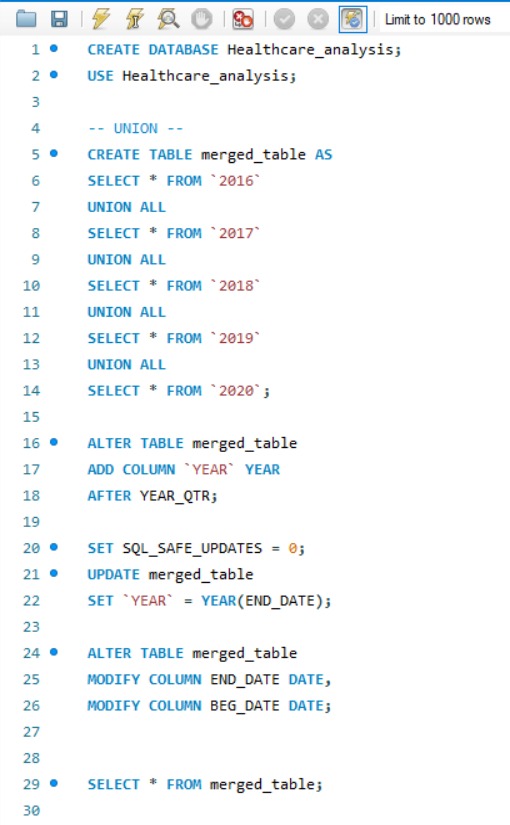 Limit to 1000 rows
1 CREATE DATABASE Healthcare_analysis;
2 USE Healthcare_analysis;
3
4 -- UNION --
5 CREATE TABLE merged_table AS
6 SELECT * FROM `2016`
7 UNION ALL
8 SELECT * FROM `2017`
9 UNION ALL
10 SELECT * FROM `2018`
11 UNION ALL
12 SELECT * FROM `2019`
13 UNION ALL
14 SELECT * FROM `2020`;
15
16 ALTER TABLE merged_table
17 ADD COLUMN `YEAR` YEAR
18 AFTER YEAR_QTR;
19
20 SET SQL_SAFE_UPDATES = 0;
21 UPDATE merged_table
22 SET `YEAR` = YEAR(END_DATE);
23
24 ALTER TABLE merged_table
25 MODIFY COLUMN END_DATE DATE,
26 MODIFY COLUMN BEG_DATE DATE;
27
28
29 SELECT * FROM merged_table;
30